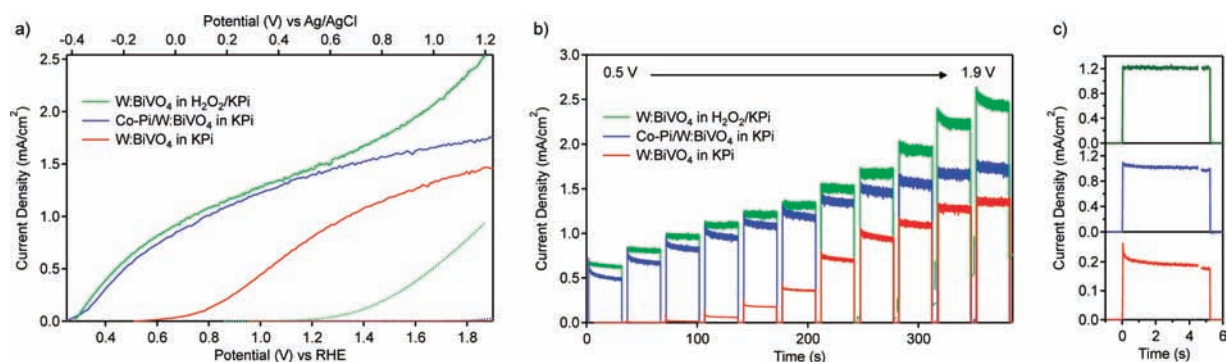 a)
Potential (V) vs Ag/AgCl
-0.4 -0.2 0.0 0.2 0.4 0.6 0.8 1.0 1.2
2.5
2.0
1.5
1.0
0.5
0.0
Current Density (mA/cm²)
W:BiVO₄ in H₂O₂/KPi
Co-Pi/W:BiVO₄ in KPi
W:BiVO₄ in KPi
0.4 0.6 0.8 1.0 1.2 1.4 1.6 1.8
Potential (V) vs RHE
b)
3.0
2.5
2.0
1.5
1.0
0.5
0.0
Current Density (mA/cm²)
0.5 V 1.9 V
W:BiVO₄ in H₂O₂/KPi
Co-Pi/W:BiVO₄ in KPi
W:BiVO₄ in KPi
0 100 200 300
Time (s)
c)
Current Density (mA/cm²)
1.2
0.8
0.4
0.0
1.2
0.8
0.4
0.0
0.2
0.1
0.0
0 2 4 6
Time (s)